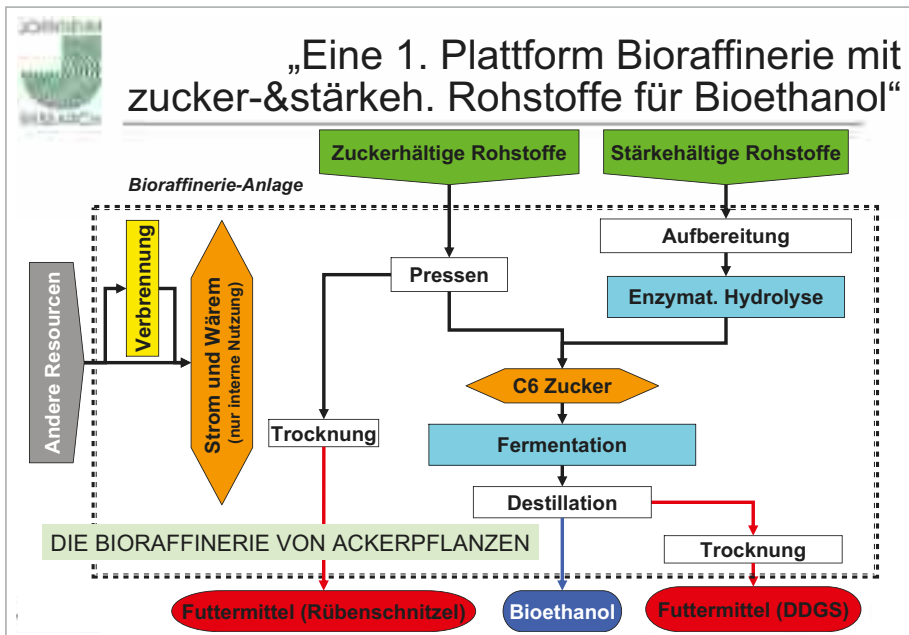 „Eine 1. Plattform Bioraffinerie mit
zucker-&stärkeh. Rohstoffe für Bioethanol“
Zuckerhältige Rohstoffe
Stärkehältige Rohstoffe
Bioraffinerie-Anlage
Aufbereitung
Pressen
Enzymat. Hydrolyse
Andere Resourcen
Verbrennung
Strom und Wärem
(nur interne Nutzung)
C6 Zucker
Trocknung
Fermentation
Destillation
DIE BIORAFFINERIE VON ACKERPFLANZEN
Trocknung
Futtermittel (Rübenschnitzel)
Bioethanol
Futtermittel (DDGS)